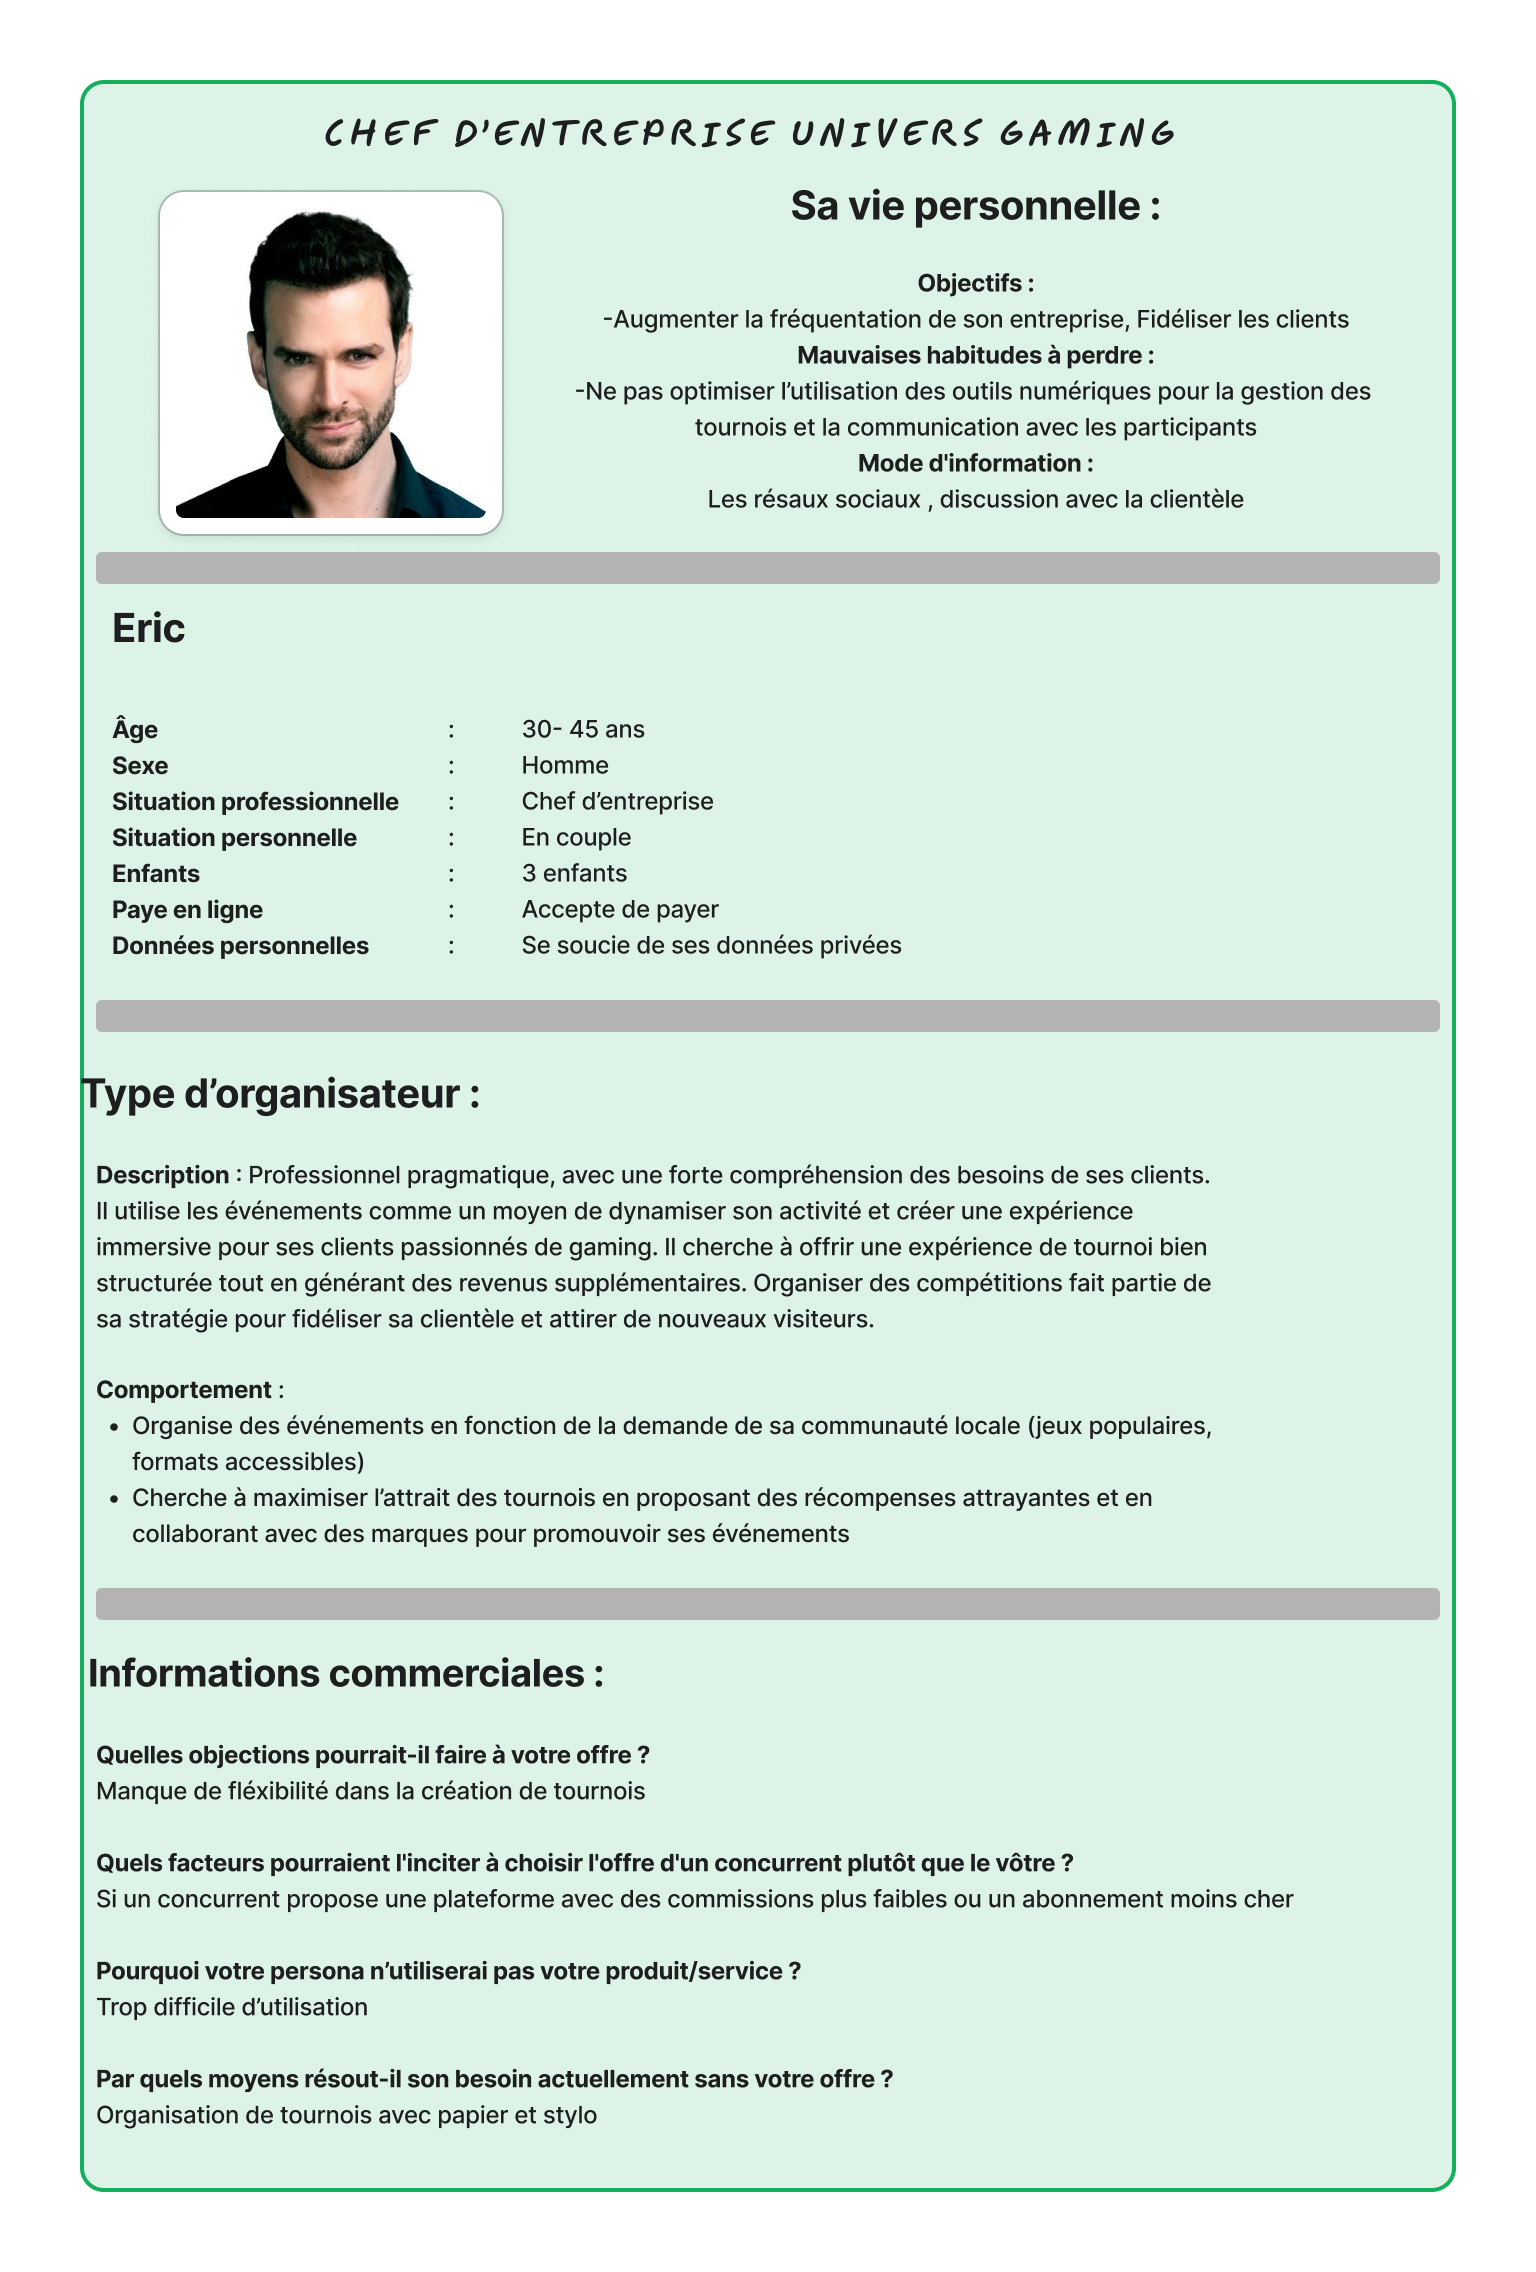 CHEF D'ENTREPRISE UNIVERS GAMING
Sa vie personnelle :
Objectifs :
-Augmenter la fréquentation de son entreprise, Fidéliser les clients
Mauvaises habitudes à perdre :
-Ne pas optimiser l’utilisation des outils numériques pour la gestion des
tournois et la communication avec les participants
Mode d'information :
Les résaux sociaux , discussion avec la clientèle
Eric
Âge : 30- 45 ans
Sexe : Homme
Situation professionnelle : Chef d’entreprise
Situation personnelle : En couple
Enfants : 3 enfants
Paye en ligne : Accepte de payer
Données personnelles : Se soucie de ses données privées
Type d’organisateur :
Description : Professionnel pragmatique, avec une forte compréhension des besoins de ses clients.
Il utilise les événements comme un moyen de dynamiser son activité et créer une expérience
immersive pour ses clients passionnés de gaming. Il cherche à offrir une expérience de tournoi bien
structurée tout en générant des revenus supplémentaires. Organiser des compétitions fait partie de
sa stratégie pour fidéliser sa clientèle et attirer de nouveaux visiteurs.
Comportement :
• Organise des événements en fonction de la demande de sa communauté locale (jeux populaires,
formats accessibles)
• Cherche à maximiser l’attrait des tournois en proposant des récompenses attrayantes et en
collaborant avec des marques pour promouvoir ses événements
Informations commerciales :
Quelles objections pourrait-il faire à votre offre ?
Manque de fléxibilité dans la création de tournois
Quels facteurs pourraient l'inciter à choisir l'offre d'un concurrent plutôt que le vôtre ?
Si un concurrent propose une plateforme avec des commissions plus faibles ou un abonnement moins cher
Pourquoi votre persona n’utiliserai pas votre produit/service ?
Trop difficile d’utilisation
Par quels moyens résout-il son besoin actuellement sans votre offre ?
Organisation de tournois avec papier et stylo